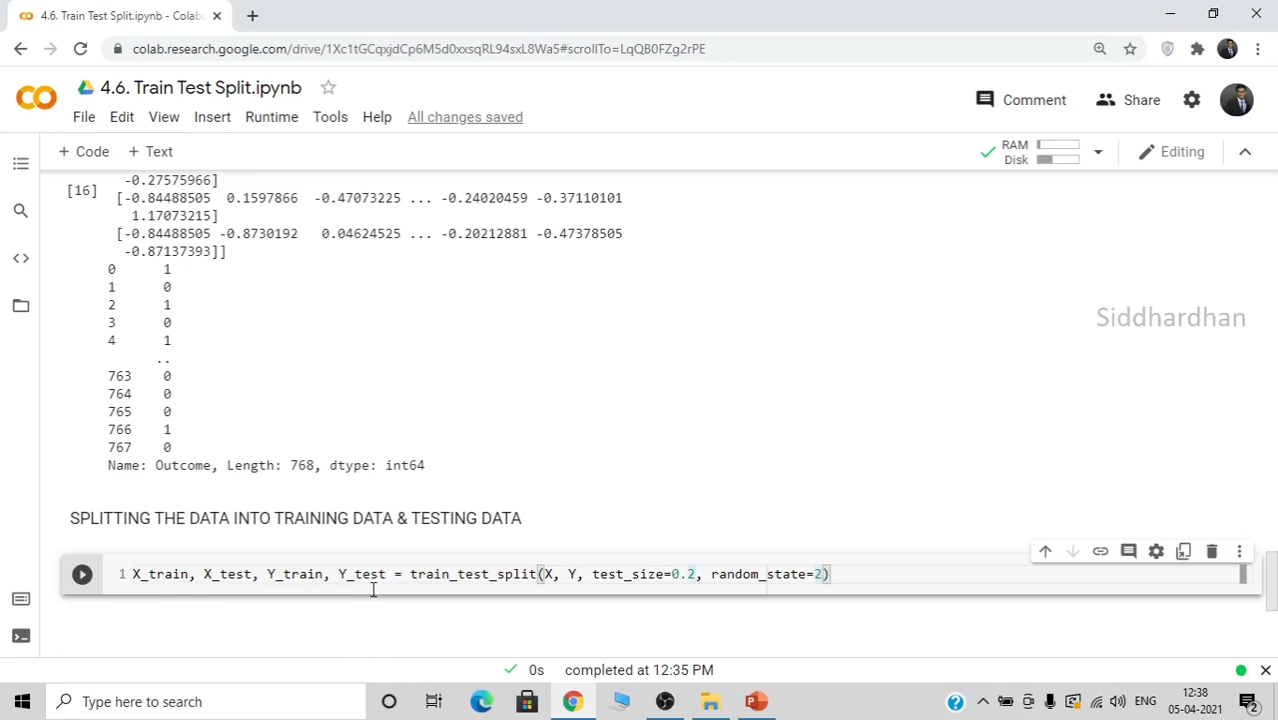 4.6. Train Test Split.ipynb - Colab
colab.research.google.com/drive/1Xc1tGCqxjdCp6M5d0xxsqRL94sxL8Wa5#scrollTo=LqQB0FZg2rPE
4.6. Train Test Split.ipynb
Comment
Share
File Edit View Insert Runtime Tools Help All changes saved
+ Code + Text
RAM
Disk
Editing
-0.27575966]
[16]
[-0.84488505 0.1597866 -0.47073225 ... -0.24020459 -0.37110101
1.17073215]
[-0.84488505 -0.8730192 0.04624525 ... -0.20212881 -0.47378505
-0.87137393]]
0 1
1 0
2 1
3 0
4 1
..
763 0
764 0
765 0
766 1
767 0
Name: Outcome, Length: 768, dtype: int64
Siddhardhan
SPLITTING THE DATA INTO TRAINING DATA & TESTING DATA
1 X_train, X_test, Y_train, Y_test = train_test_split(X, Y, test_size=0.2, random_state=2)
0s completed at 12:35 PM
Type here to search
ENG
12:38
05-04-2021
2